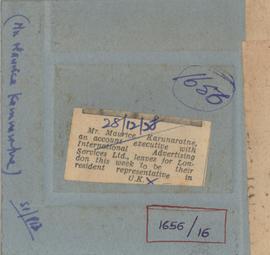 (Mr Maurice Karunaratne)
1656
28/12/58
Mr. Maurice Karunaratne,
an account executive with
International Advertising
Services Ltd., leaves for Lon-
don this week to be their
resident representative in
U.K.
1656/16